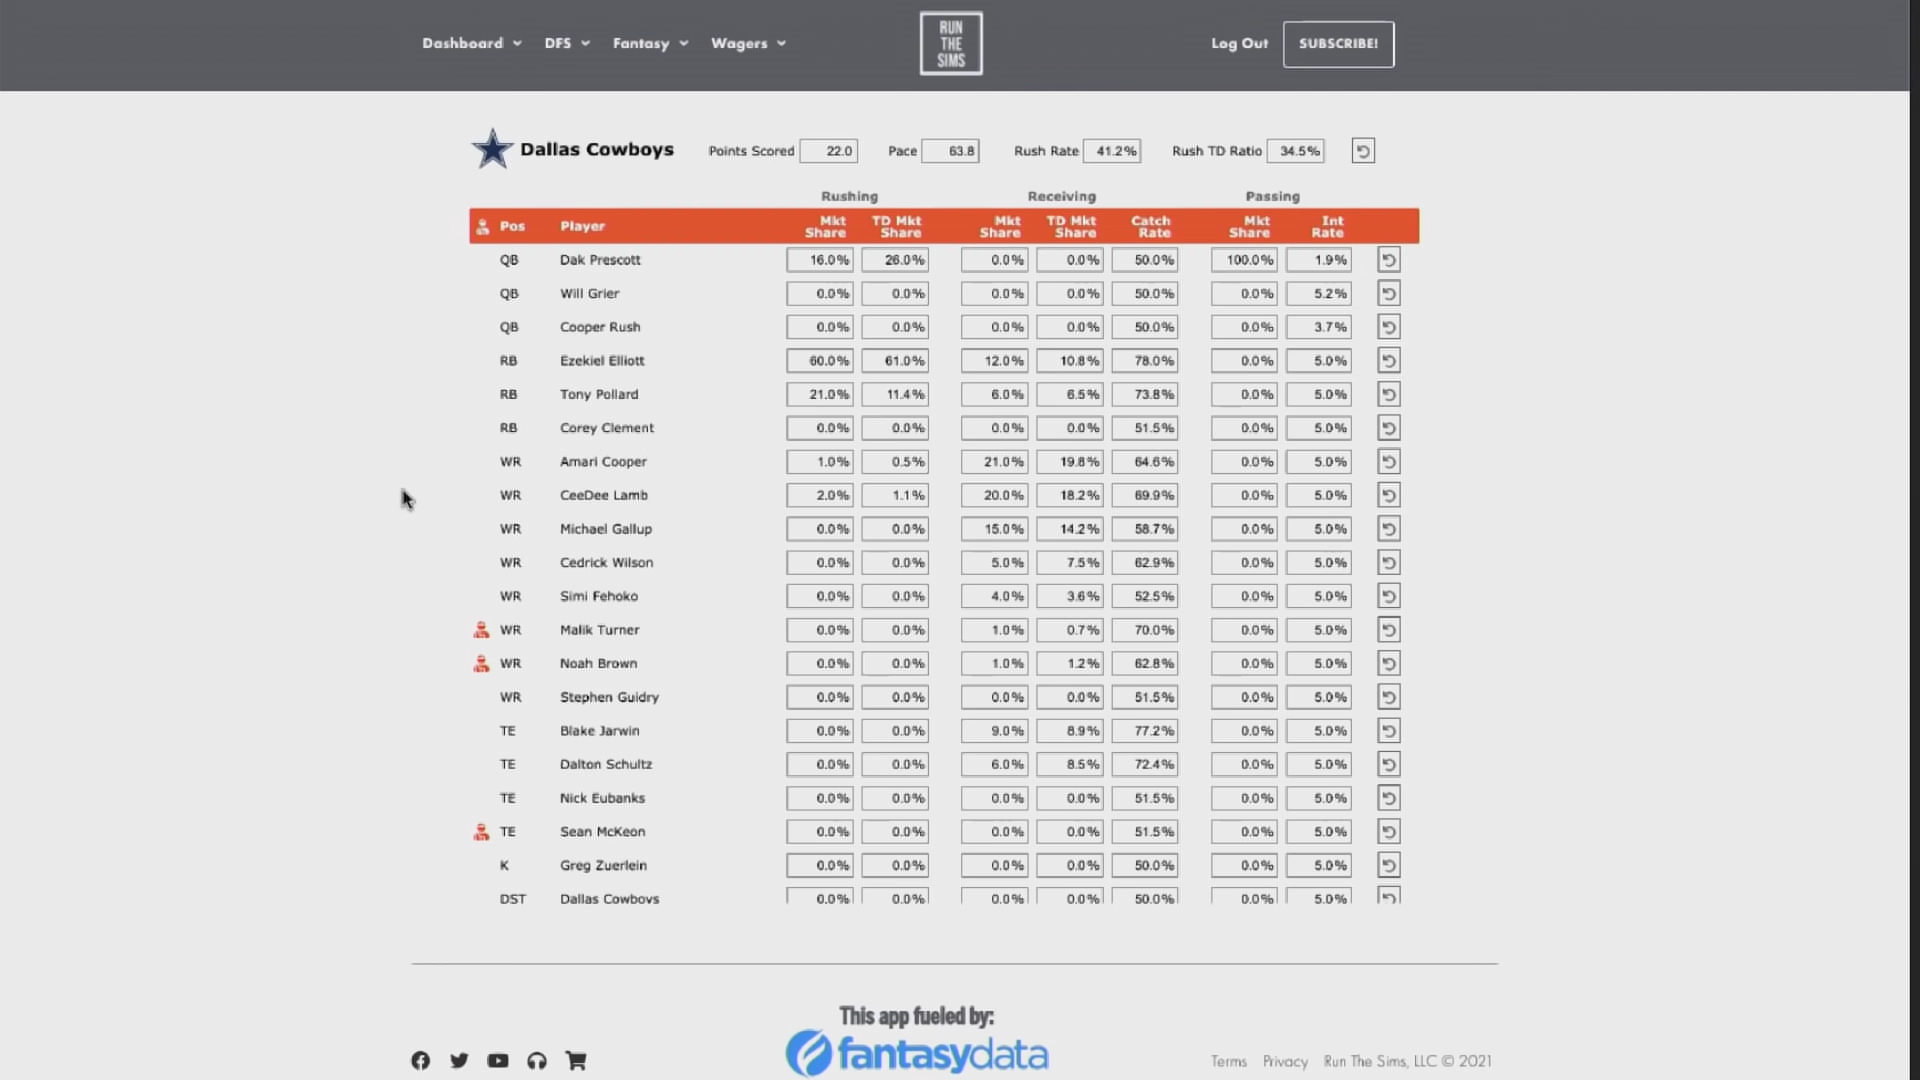 Dashboard DFS Fantasy Wagers RUN THE SIMS Log Out SUBSCRIBE!
Dallas Cowboys Points Scored 22.0 Pace 63.8 Rush Rate 41.2% Rush TD Ratio 34.5%
Rushing Receiving Passing
Pos Player Mkt Share TD Mkt Share Mkt Share TD Mkt Share Catch Rate Mkt Share Int Rate
QB Dak Prescott 16.0% 26.0% 0.0% 0.0% 50.0% 100.0% 1.9%
QB Will Grier 0.0% 0.0% 0.0% 0.0% 50.0% 0.0% 5.2%
QB Cooper Rush 0.0% 0.0% 0.0% 0.0% 50.0% 0.0% 3.7%
RB Ezekiel Elliott 60.0% 61.0% 12.0% 10.8% 78.0% 0.0% 5.0%
RB Tony Pollard 21.0% 11.4% 6.0% 6.5% 73.8% 0.0% 5.0%
RB Corey Clement 0.0% 0.0% 0.0% 0.0% 51.5% 0.0% 5.0%
WR Amari Cooper 1.0% 0.5% 21.0% 19.8% 64.6% 0.0% 5.0%
WR CeeDee Lamb 2.0% 1.1% 20.0% 18.2% 69.9% 0.0% 5.0%
WR Michael Gallup 0.0% 0.0% 15.0% 14.2% 58.7% 0.0% 5.0%
WR Cedrick Wilson 0.0% 0.0% 5.0% 7.5% 62.9% 0.0% 5.0%
WR Simi Fehoko 0.0% 0.0% 4.0% 3.6% 52.5% 0.0% 5.0%
WR Malik Turner 0.0% 0.0% 1.0% 0.7% 70.0% 0.0% 5.0%
WR Noah Brown 0.0% 0.0% 1.0% 1.2% 62.8% 0.0% 5.0%
WR Stephen Guidry 0.0% 0.0% 0.0% 0.0% 51.5% 0.0% 5.0%
TE Blake Jarwin 0.0% 0.0% 9.0% 8.9% 77.2% 0.0% 5.0%
TE Dalton Schultz 0.0% 0.0% 6.0% 8.5% 72.4% 0.0% 5.0%
TE Nick Eubanks 0.0% 0.0% 0.0% 0.0% 51.5% 0.0% 5.0%
TE Sean McKeon 0.0% 0.0% 0.0% 0.0% 51.5% 0.0% 5.0%
K Greg Zuerlein 0.0% 0.0% 0.0% 0.0% 50.0% 0.0% 5.0%
DST Dallas Cowboys 0.0% 0.0% 0.0% 0.0% 50.0% 0.0% 5.0%
This app fueled by:
fantasydata
Terms Privacy Run The Sims, LLC © 2021